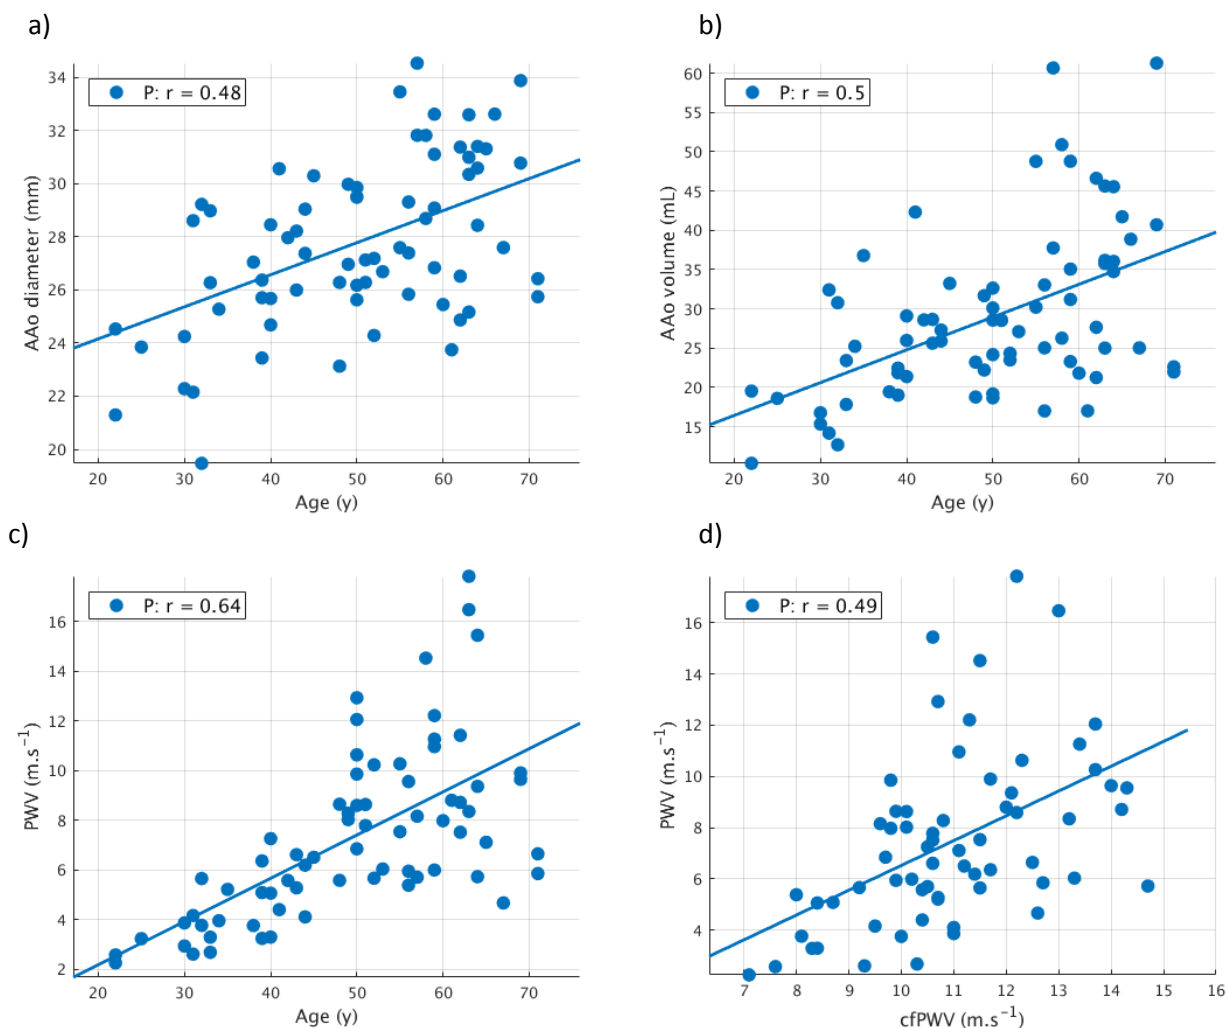 a)
P: r = 0.48
34
32
30
28
26
24
22
20
AAo diameter (mm)
20 30 40 50 60 70
Age (y)
b)
P: r = 0.5
60
55
50
45
40
35
30
25
20
15
AAo volume (mL)
20 30 40 50 60 70
Age (y)
c)
P: r = 0.64
16
14
12
10
8
6
4
2
PWV (m.s⁻¹)
20 30 40 50 60 70
Age (y)
d)
P: r = 0.49
16
14
12
10
8
6
4
PWV (m.s⁻¹)
7 8 9 10 11 12 13 14 15 16
cfPWV (m.s⁻¹)